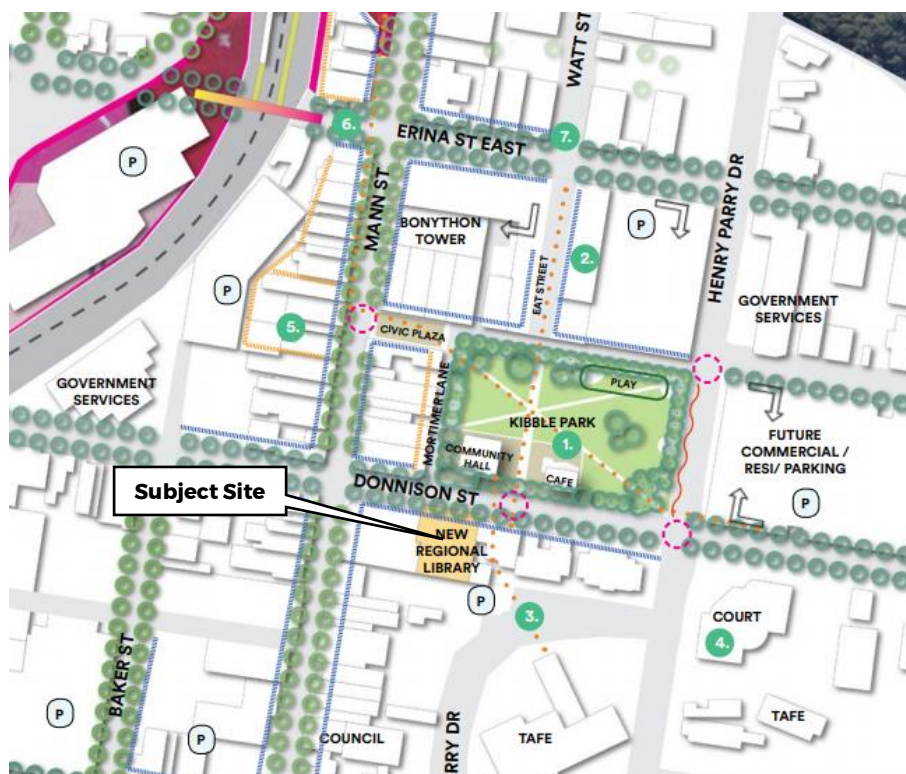 WATT ST
6.
ERINA ST EAST
7.
P
MANN ST
BONYTHON
TOWER
P
HENRY PARRY DR
2.
EAT STREET
GOVERNMENT
SERVICES
P
5.
CIVIC PLAZA
PLAY
GOVERNMENT
SERVICES
MORTIMER LANE
KIBBLE PARK
1.
COMMUNITY
HALL
CAFE
FUTURE
COMMERCIAL /
RESI/ PARKING
P
Subject Site
DONNISON ST
NEW
REGIONAL
LIBRARY
P
3.
COURT
4.
BAKER ST
P
P
COUNCIL
RRY DR
TAFE
TAFE